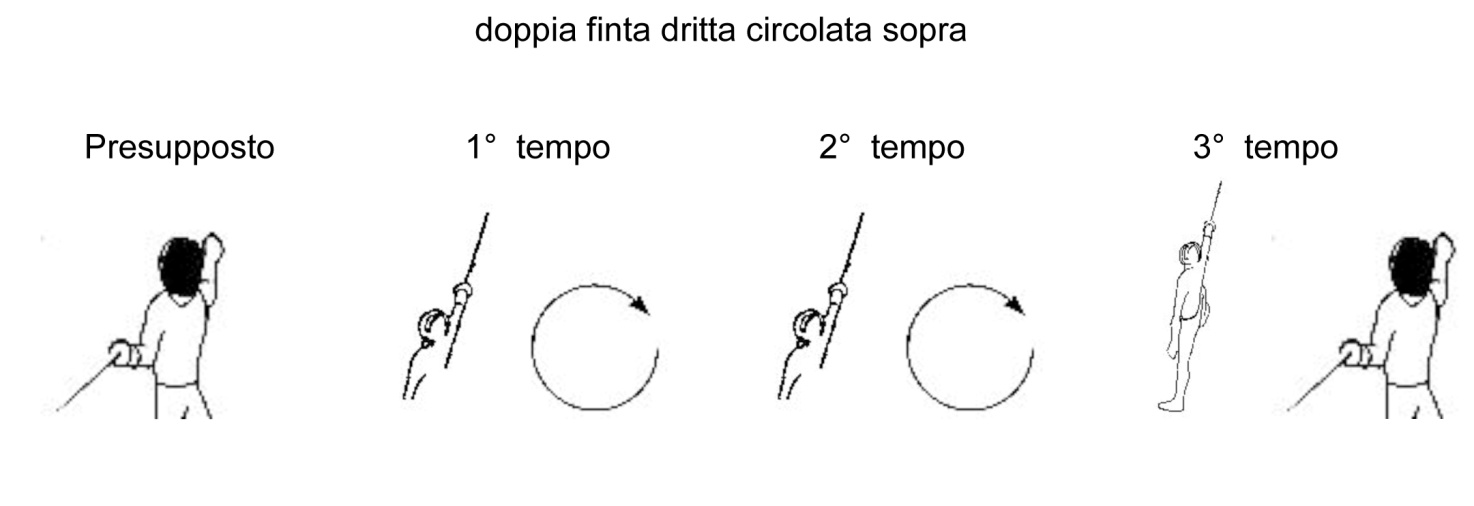 doppia finta dritta circolata sopra
Presupposto
1° tempo
2° tempo
3° tempo